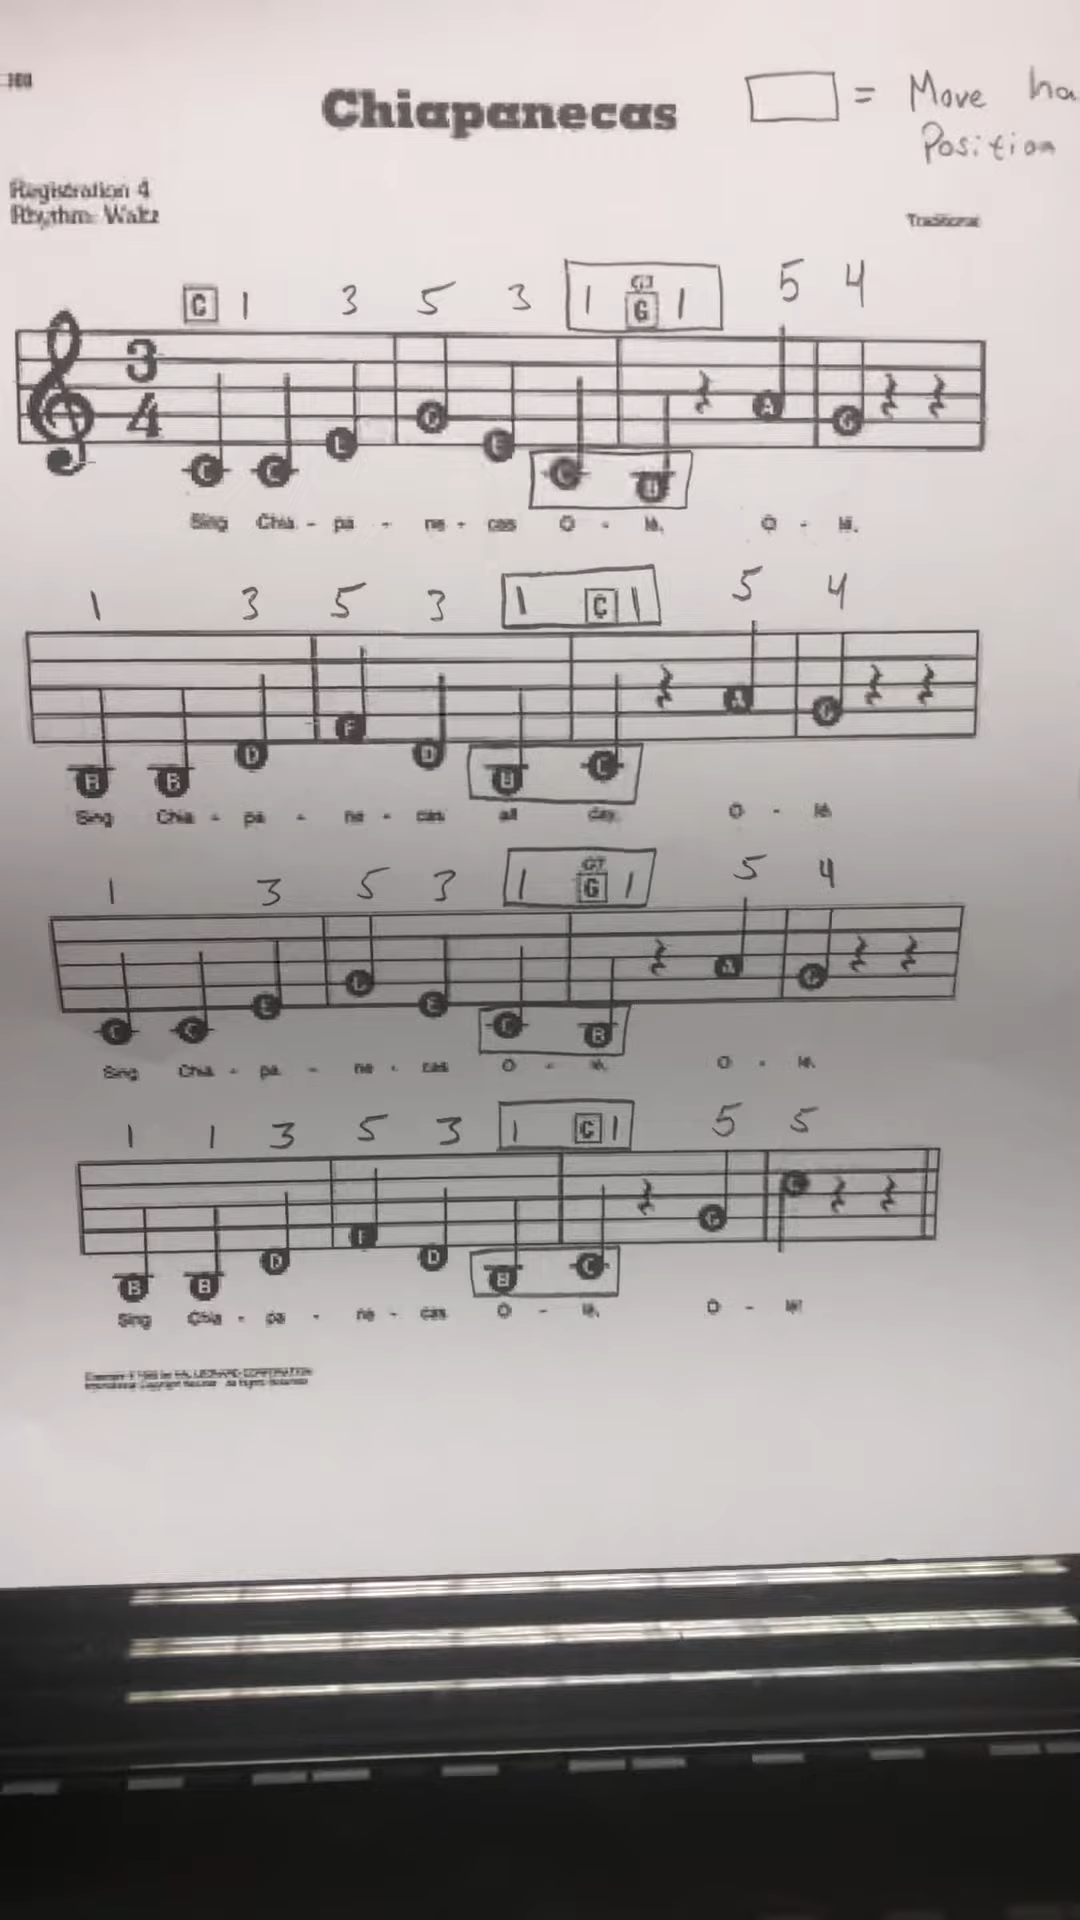 Chiapanecas
= Move
Position
Registration 4
Rhythm: Waltz
Traditional
C 1 3 5 3 1 G7 G 1 5 4
3
4
C C E G E C B A G
Sing Chia - pa - ne - cas O - lé, O - lé.
1 3 5 3 1 C 1 5 4
B B D F D B C A G
Sing Chia - pa - ne - cas all day. O - lé.
1 3 5 3 1 G7 G 1 5 4
C C E G E C B A G
Sing Chia - pa - ne - cas O - lé, O - lé.
1 1 3 5 3 1 C 1 5 5
B B D F D B C G C
Sing Chia - pa - ne - cas O - lé, O - lé!